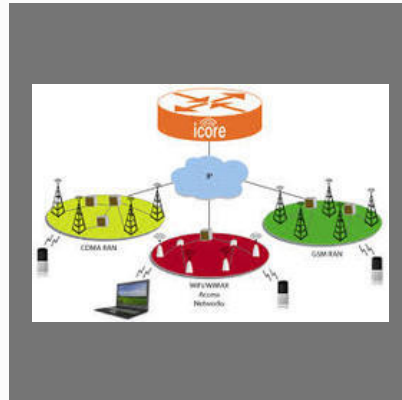 icore
IP
CDMA RAN
GSM RAN
WiFi/WiMAX
Access
Networks